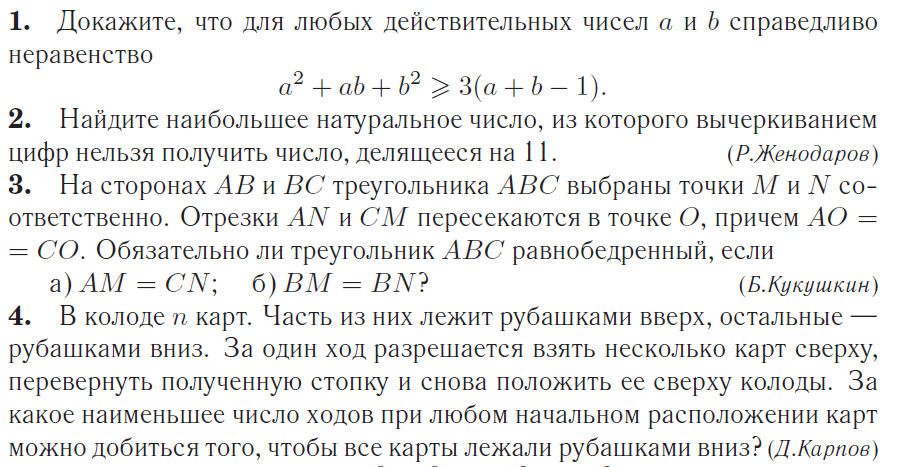 1. Докажите, что для любых действительных чисел a и b справедливо
неравенство
a² + ab + b² ⩾ 3(a + b − 1).
2. Найдите наибольшее натуральное число, из которого вычеркиванием
цифр нельзя получить число, делящееся на 11. (Р.Женодаров)
3. На сторонах AB и BC треугольника ABC выбраны точки M и N со-
ответственно. Отрезки AN и CM пересекаются в точке O, причем AO =
= CO. Обязательно ли треугольник ABC равнобедренный, если
а) AM = CN; б) BM = BN? (Б.Кукушкин)
4. В колоде n карт. Часть из них лежит рубашками вверх, остальные —
рубашками вниз. За один ход разрешается взять несколько карт сверху,
перевернуть полученную стопку и снова положить ее сверху колоды. За
какое наименьшее число ходов при любом начальном расположении карт
можно добиться того, чтобы все карты лежали рубашками вниз? (Д.Карпов)